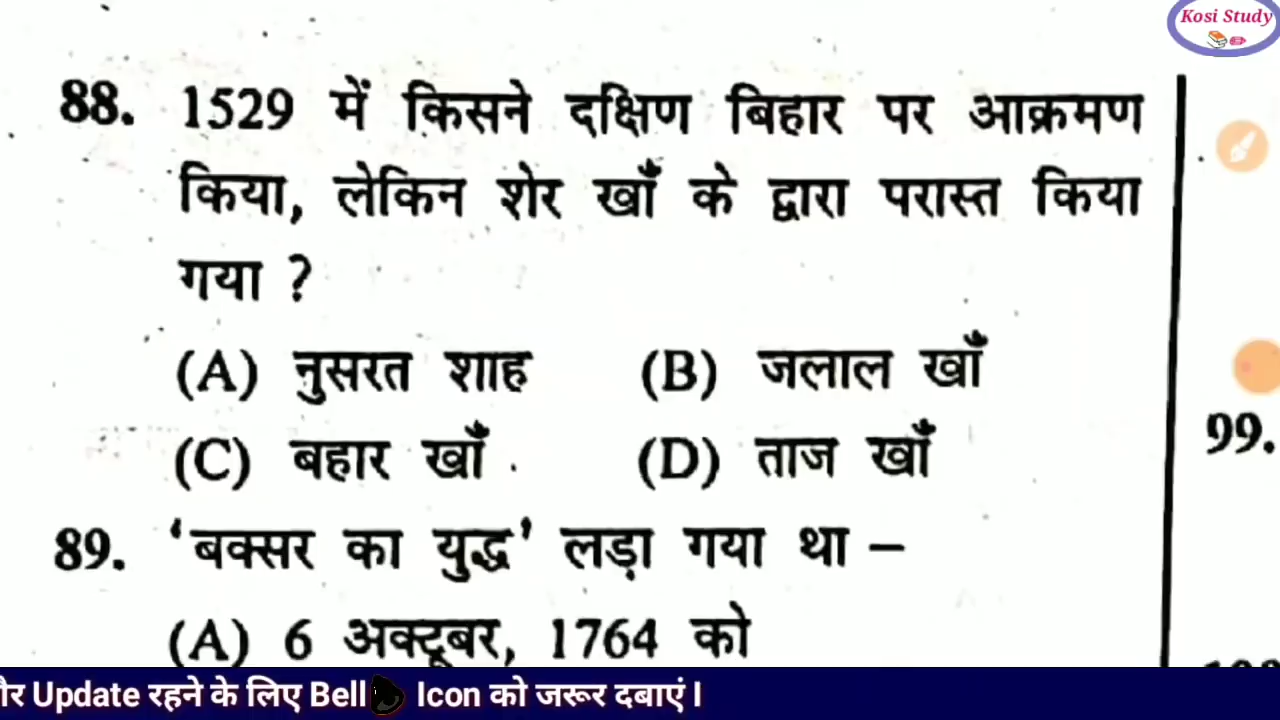 Kosi Study
88. 1529 में किसने दक्षिण बिहार पर आक्रमण
किया, लेकिन शेर खाँ के द्वारा परास्त किया
गया ?
(A) नुसरत शाह (B) जलाल खाँ
(C) बहार खाँ (D) ताज खाँ
99.
89. ‘बक्सर का युद्ध’ लड़ा गया था –
(A) 6 अक्टूबर, 1764 को
Update रहने के लिए Bell Icon को जरूर दबाएं I